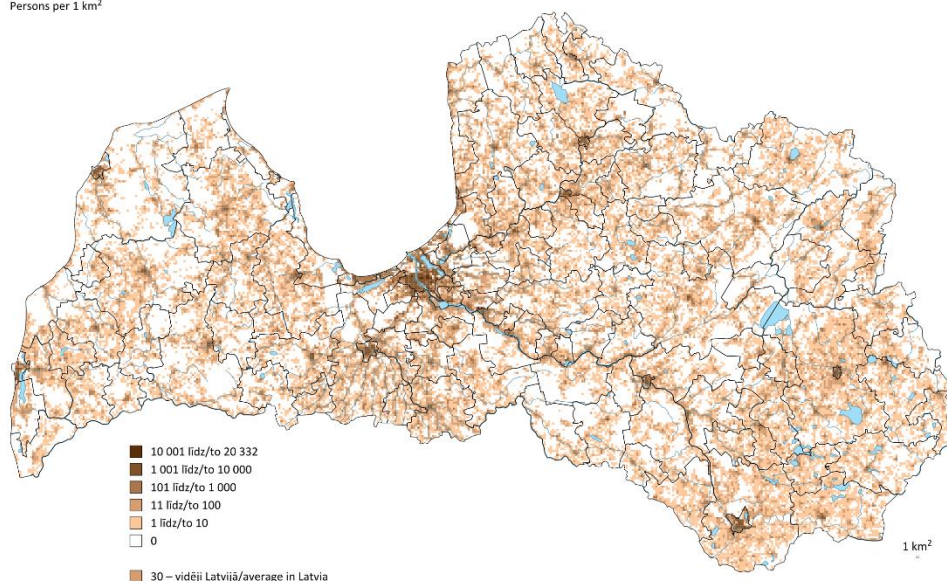 Persons per 1 km²
10 001 līdz/to 20 332
1 001 līdz/to 10 000
101 līdz/to 1 000
11 līdz/to 100
1 līdz/to 10
0
1 km²
30 – vidēji Latvijā/average in Latvia